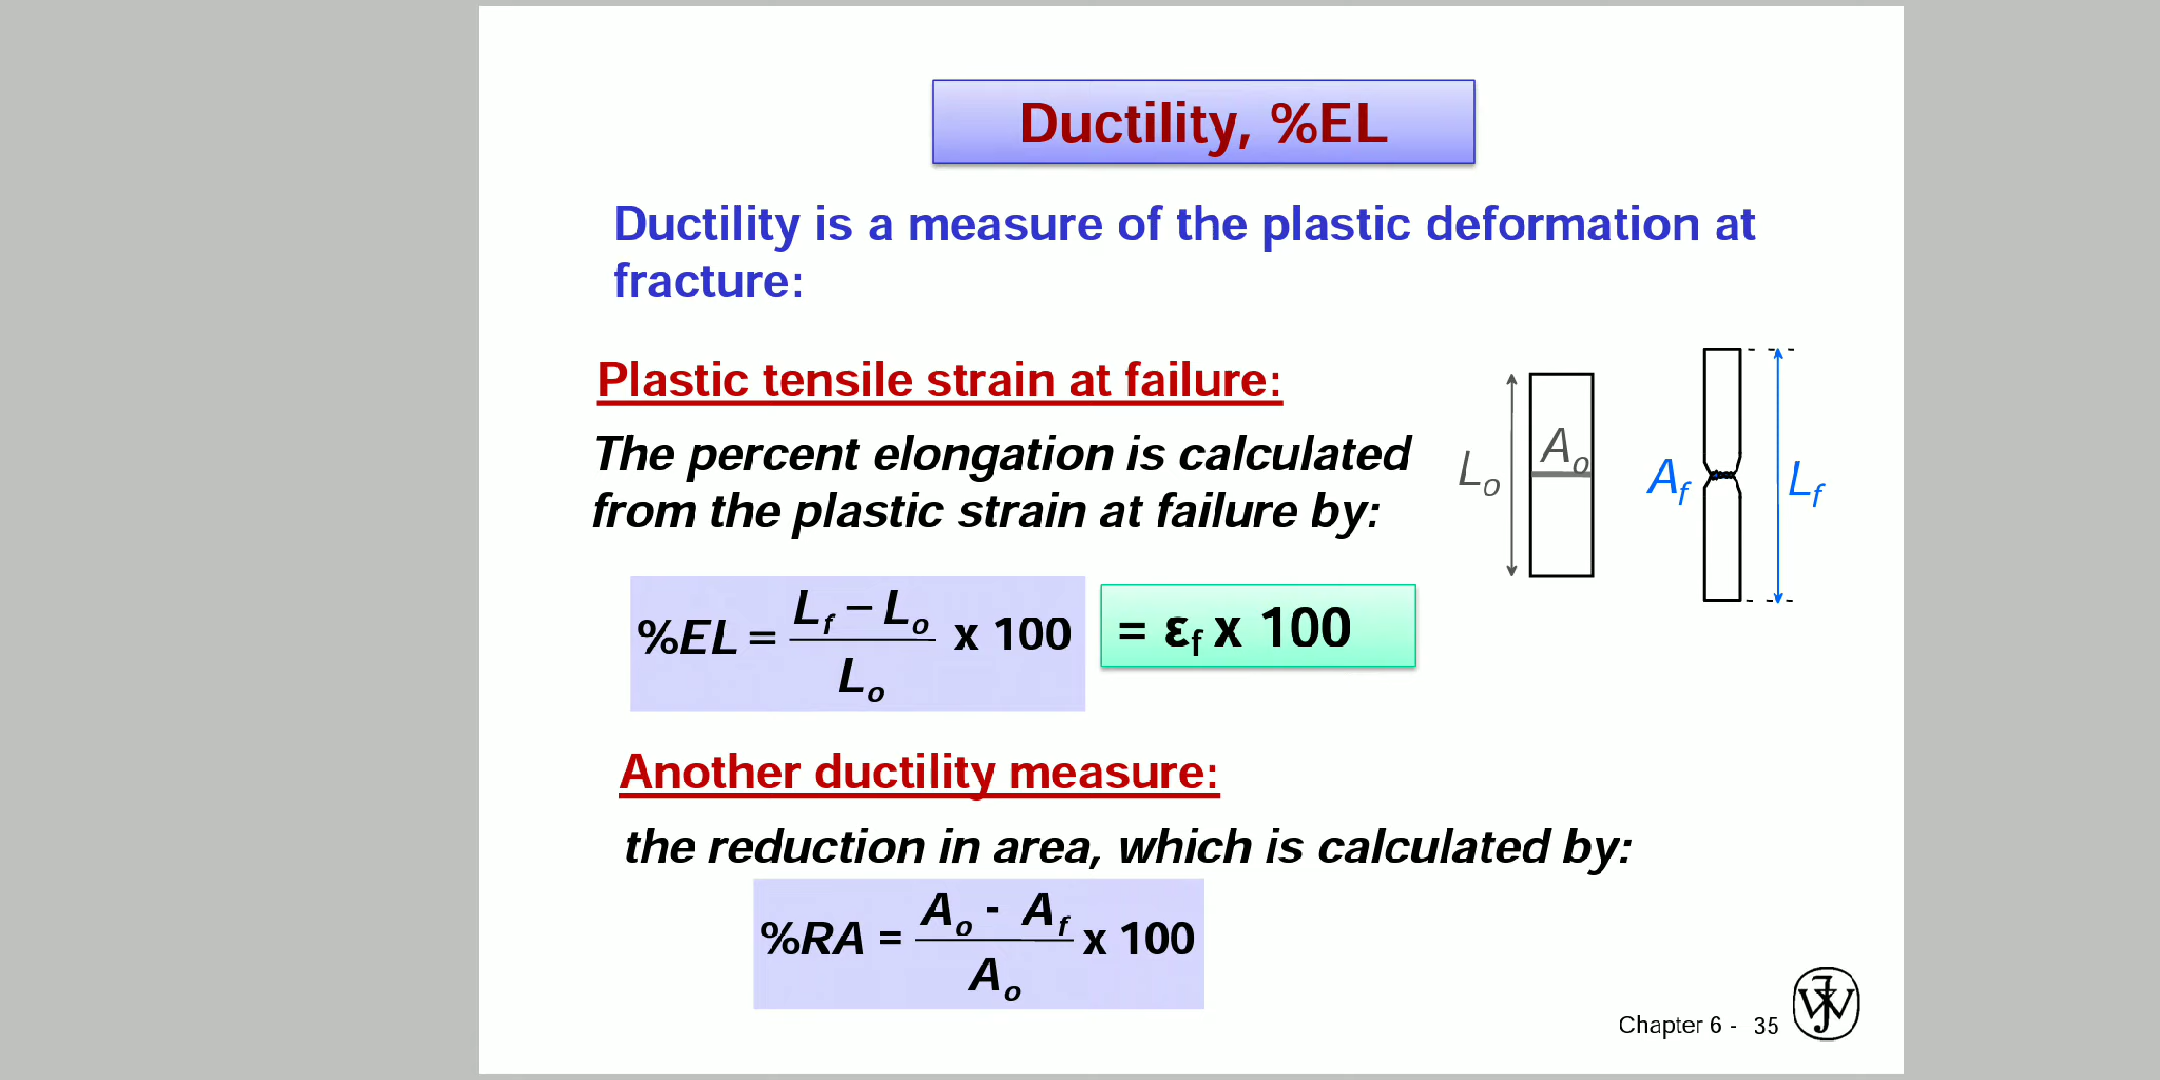 Ductility, %EL
Ductility is a measure of the plastic deformation at
fracture:
Plastic tensile strain at failure:
The percent elongation is calculated
from the plastic strain at failure by:
Lo
Ao
Af
Lf
%EL = (Lf – Lo) / Lo x 100
= εf x 100
Another ductility measure:
the reduction in area, which is calculated by:
%RA = (Ao - Af) / Ao x 100
Chapter 6 - 35